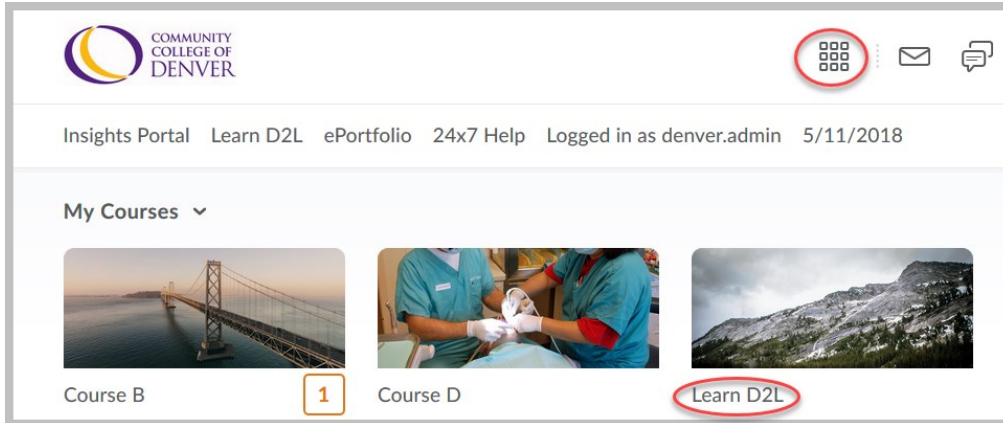 COMMUNITY
COLLEGE OF
DENVER
Insights Portal Learn D2L ePortfolio 24x7 Help Logged in as denver.admin 5/11/2018
My Courses
Course B 1 Course D Learn D2L